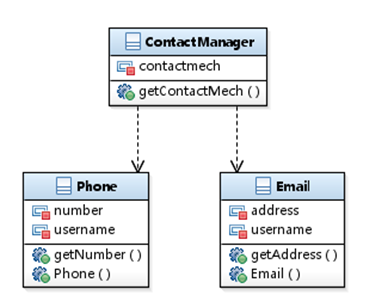 ContactManager
contactmech
getContactMech ( )
Phone
number
username
getNumber ( )
Phone ( )
Email
address
username
getAddress ( )
Email ( )